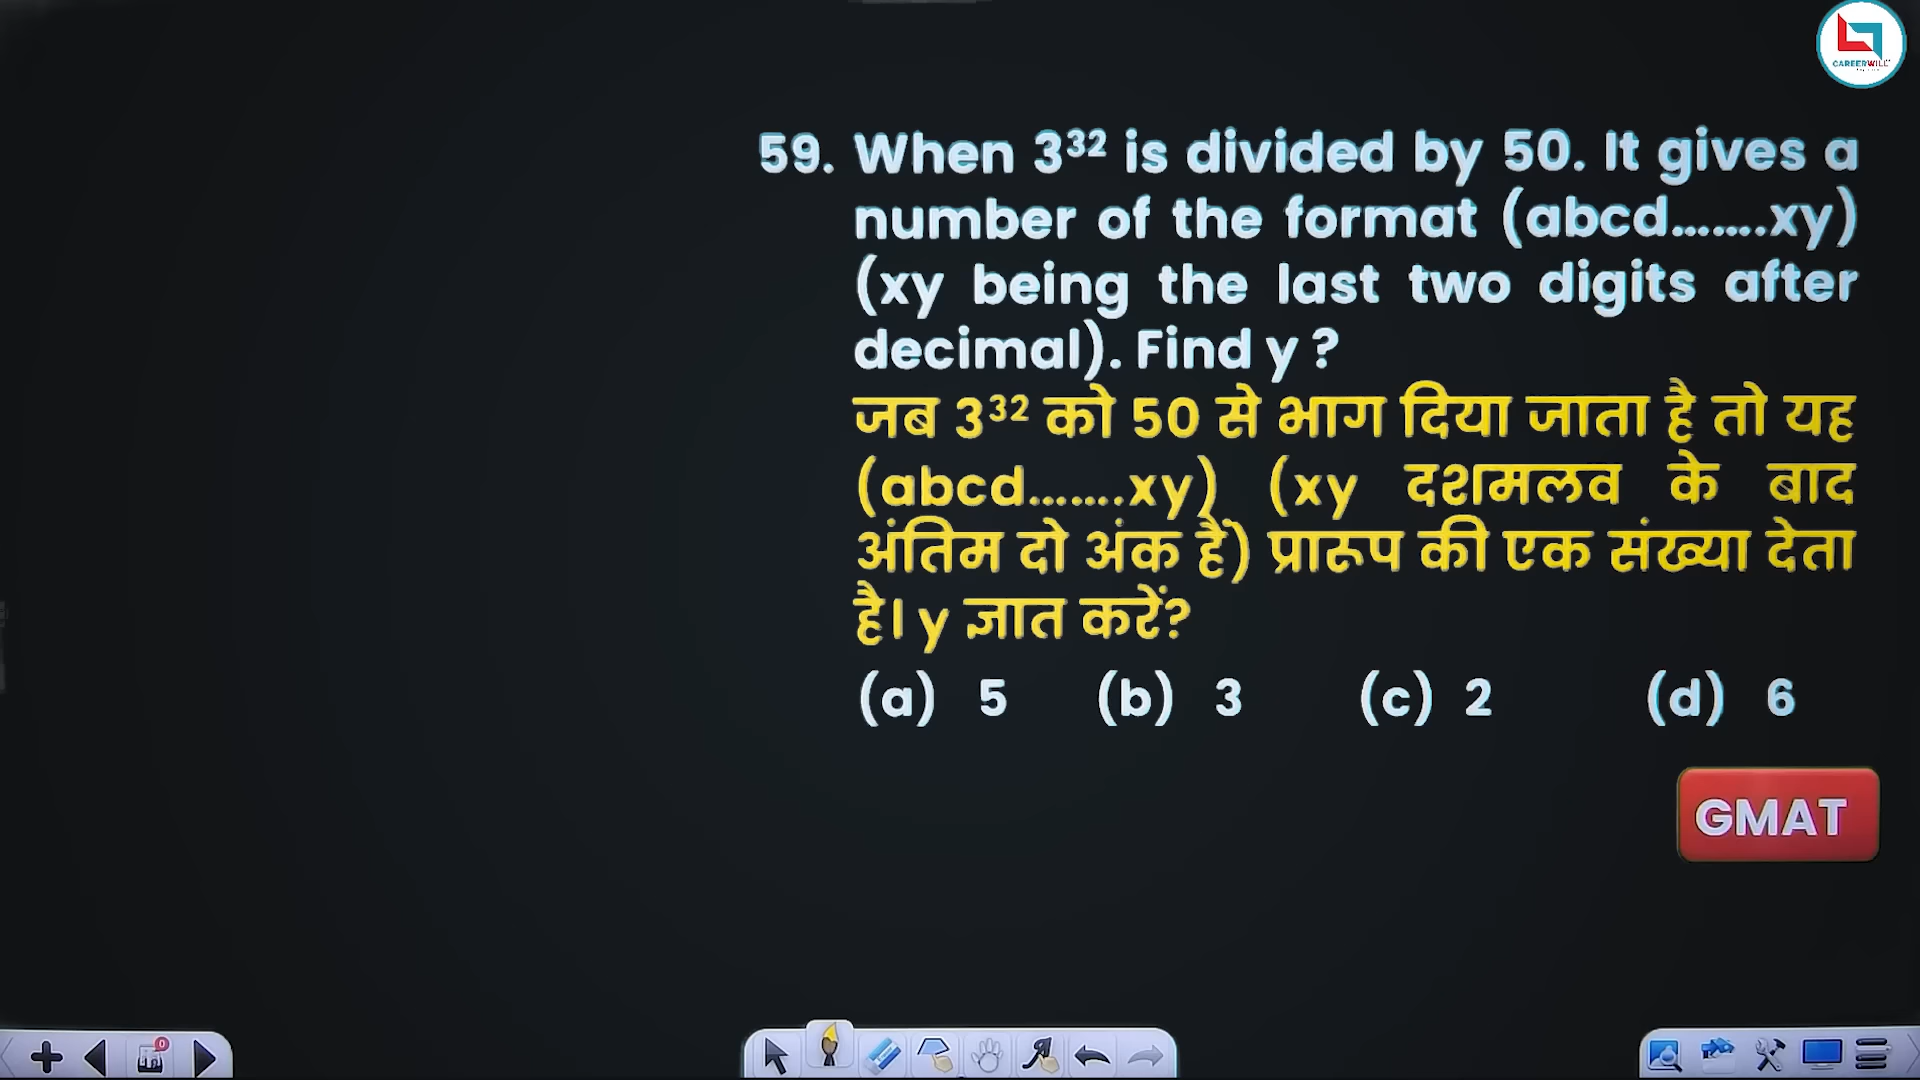 CAREERWILL
59. When 3³² is divided by 50. It gives a
number of the format (abcd.......xy)
(xy being the last two digits after
decimal). Find y ?
जब 3³² को 50 से भाग दिया जाता है तो यह
(abcd.......xy) (xy दशमलव के बाद
अंतिम दो अंक हैं) प्रारूप की एक संख्या देता
है। y ज्ञात करें?
(a) 5 (b) 3 (c) 2 (d) 6
GMAT
0